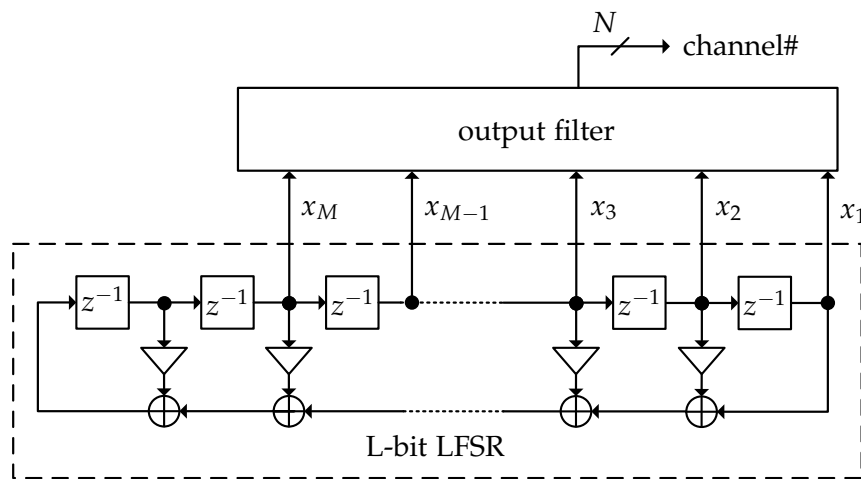 N
channel#
output filter
x_M x_{M−1} x_3 x_2 x_1
z^{−1} z^{−1} z^{−1} z^{−1} z^{−1}
L-bit LFSR